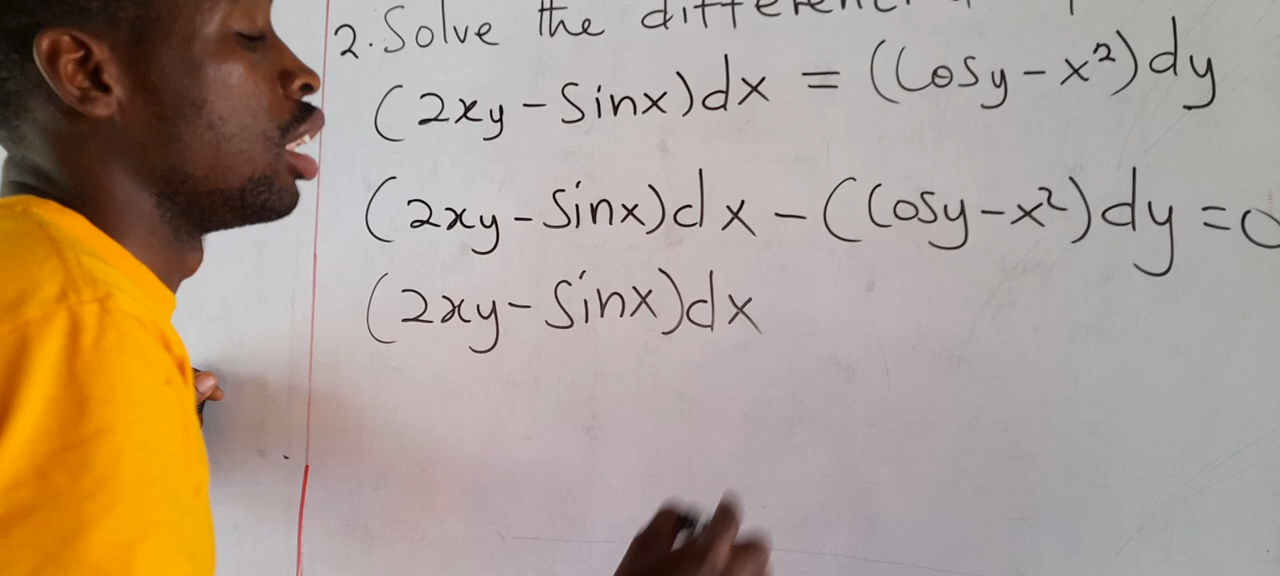 2. Solve the
(2xy - Sinx)dx = (Cosy - x²)dy
(2xy - Sinx)dx - (Cosy - x²)dy = 0
(2xy - Sinx)dx